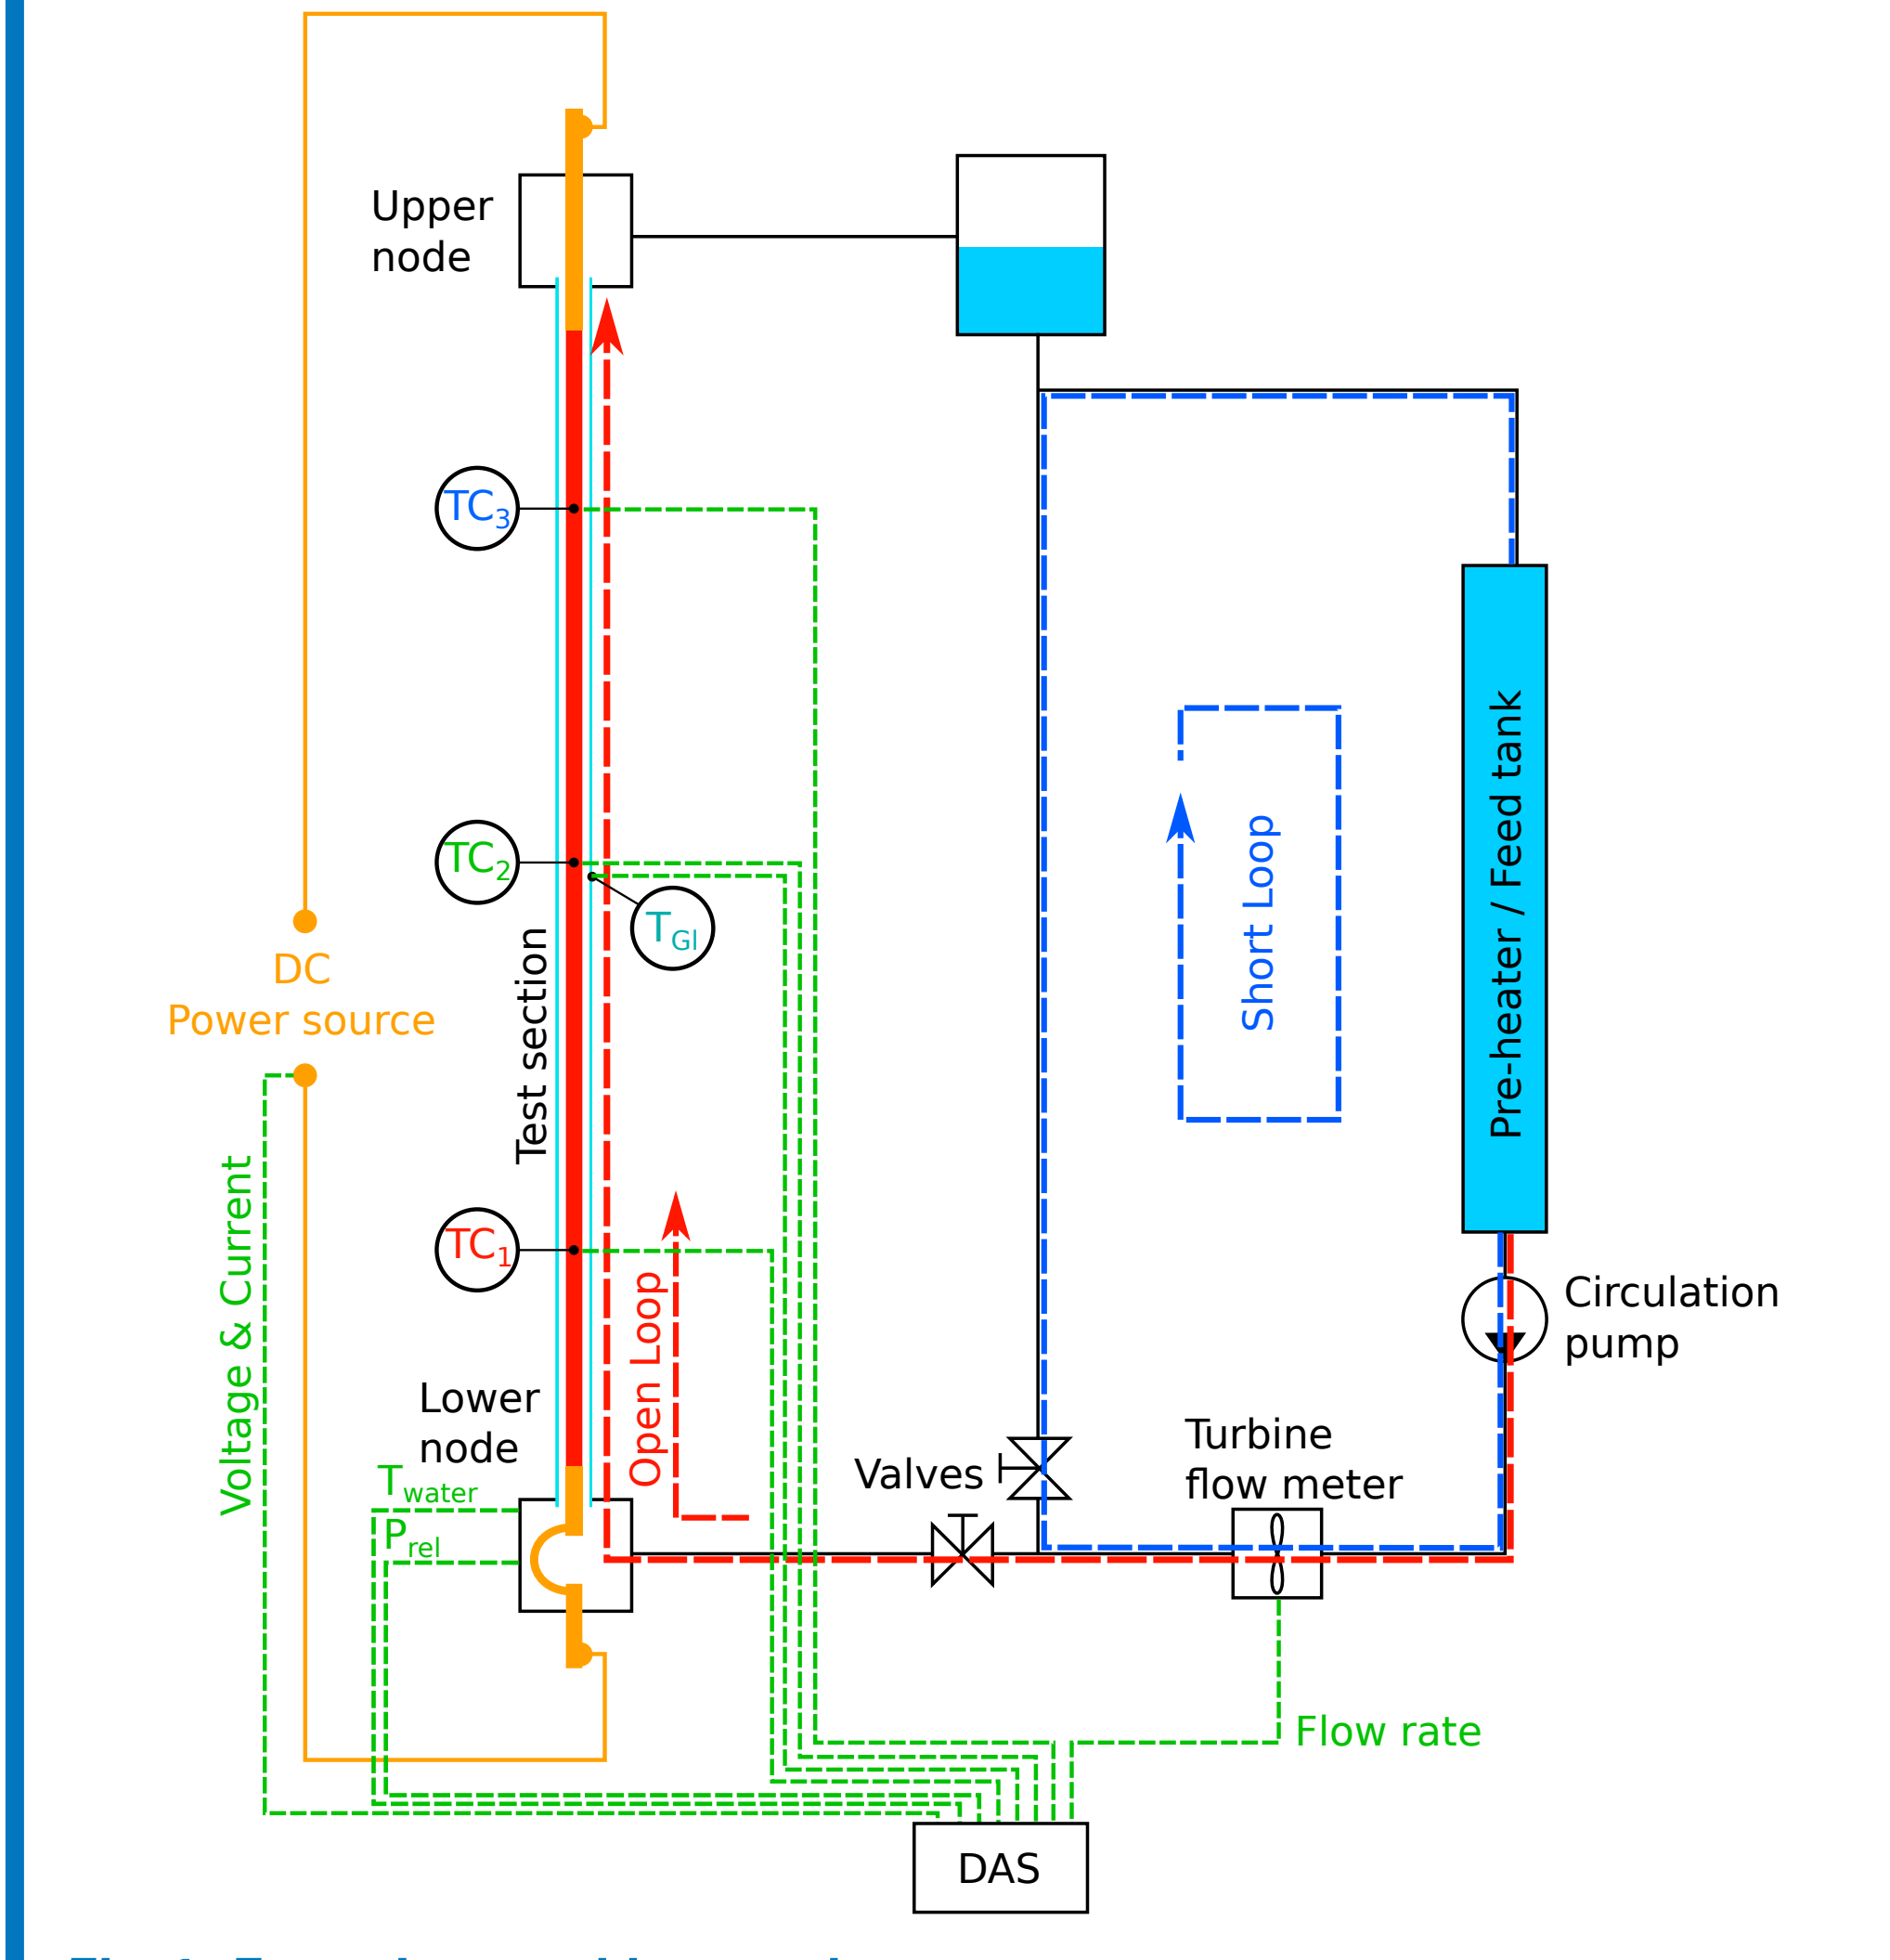 Upper
node
TC3
TC2
TGl
DC
Power source
Test section
Short Loop
Pre-heater / Feed tank
TC1
Voltage & Current
Open Loop
Circulation
pump
Lower
node
Twater
Prel
Valves
Turbine
flow meter
Flow rate
DAS